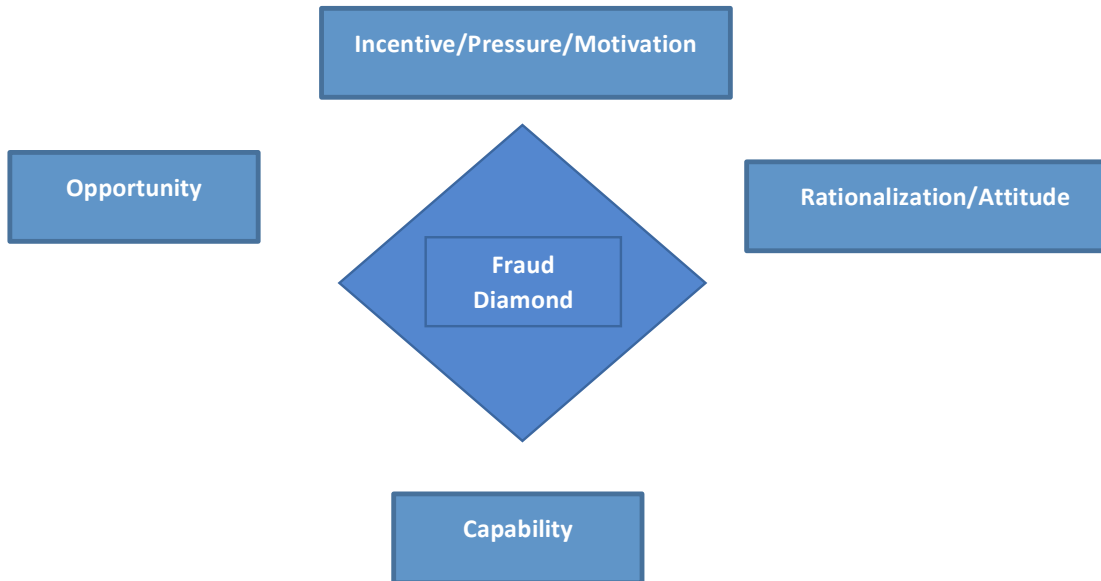 Incentive/Pressure/Motivation
Opportunity
Rationalization/Attitude
Fraud
Diamond
Capability